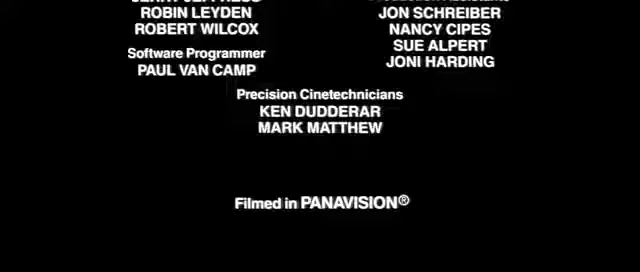 ROBIN LEYDEN
ROBERT WILCOX
Software Programmer
PAUL VAN CAMP
JON SCHREIBER
NANCY CIPES
SUE ALPERT
JONI HARDING
Precision Cinetechnicians
KEN DUDDERAR
MARK MATTHEW
Filmed in PANAVISION®